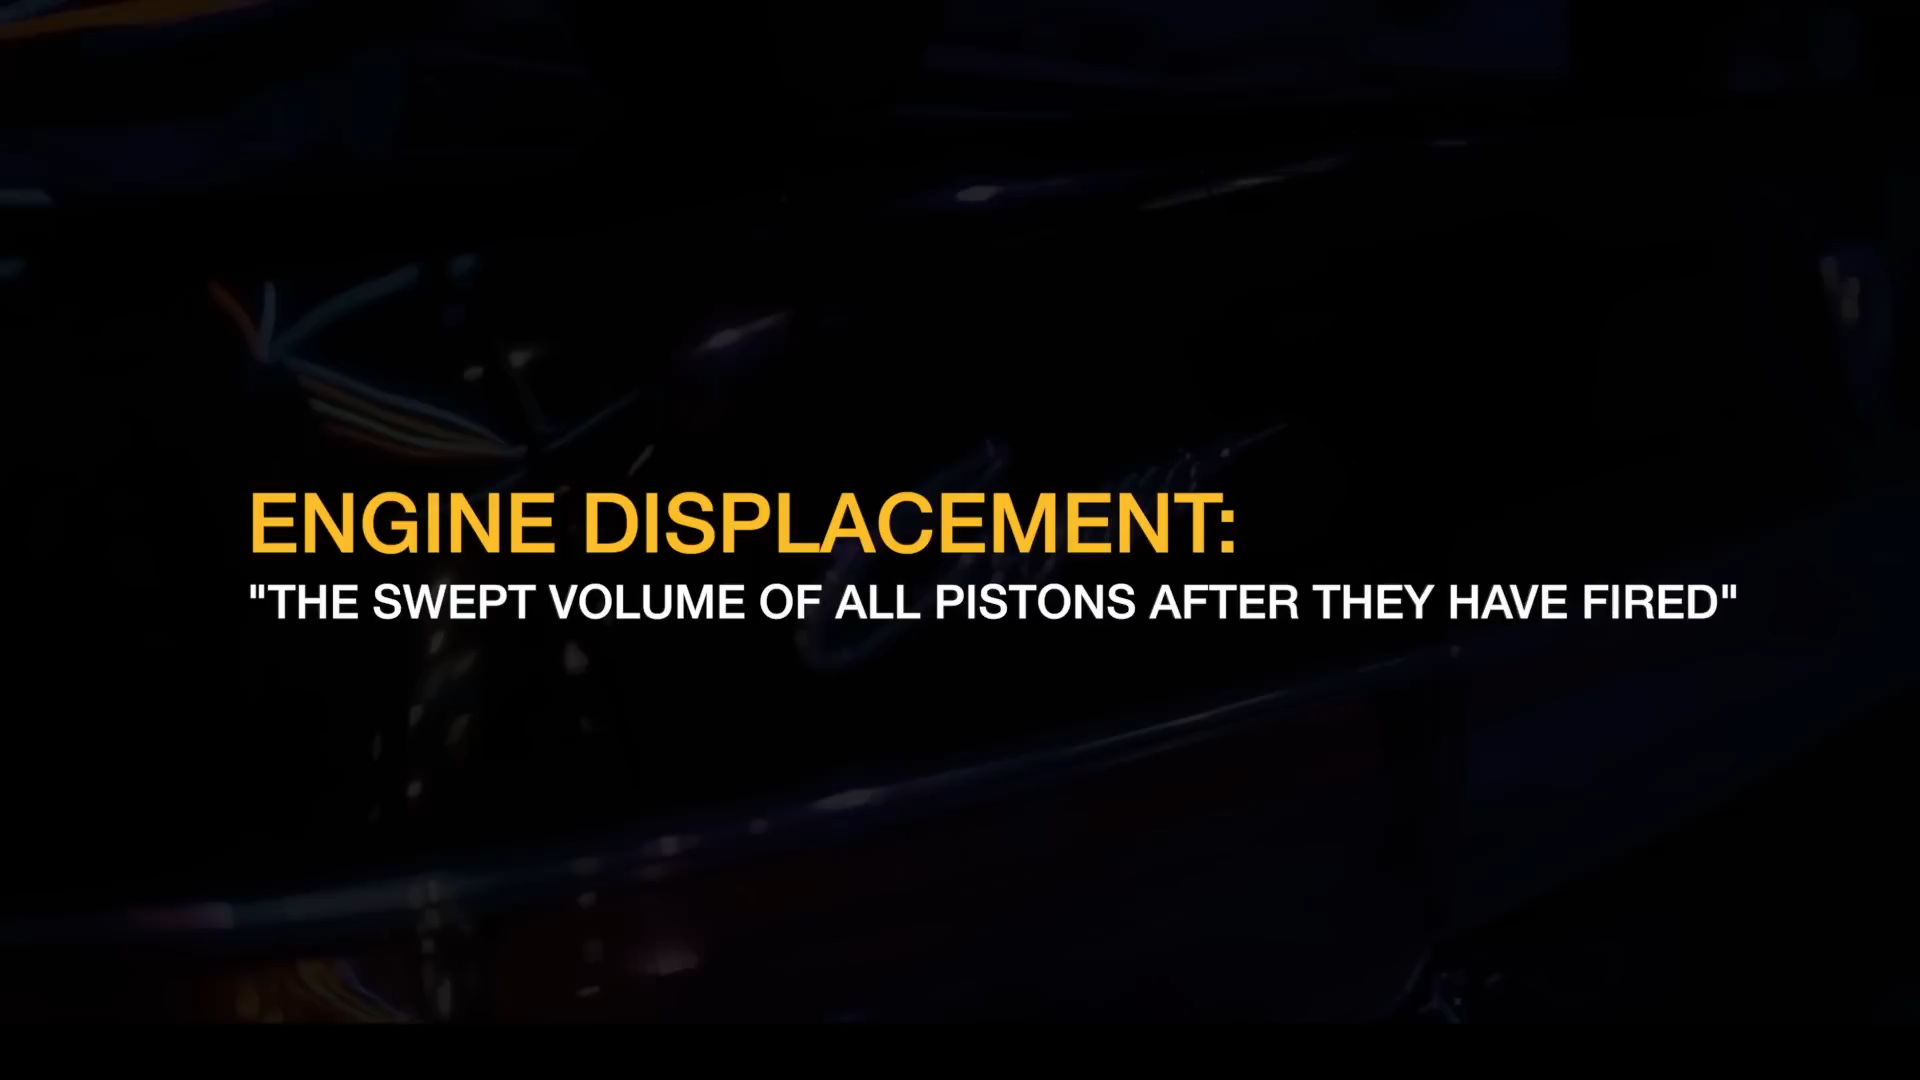 ENGINE DISPLACEMENT:
"THE SWEPT VOLUME OF ALL PISTONS AFTER THEY HAVE FIRED"